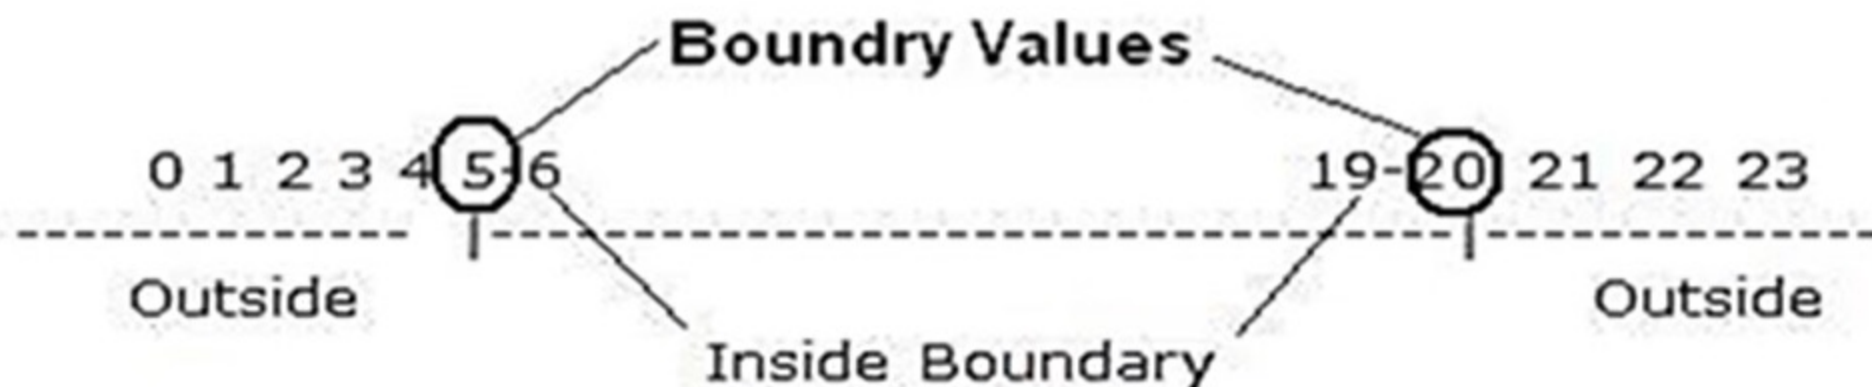 Boundry Values
0 1 2 3 4 5-6 19-20 21 22 23
Outside Outside
Inside Boundary